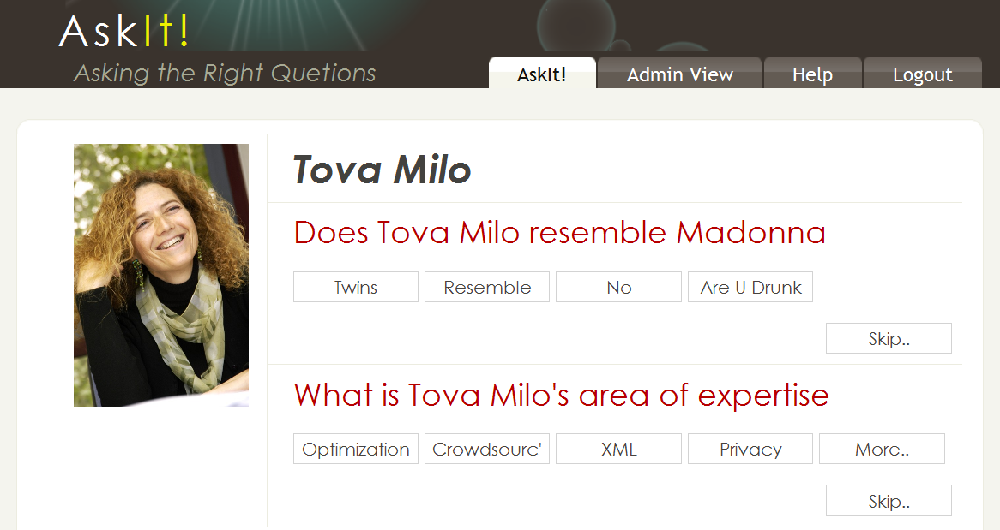 AskIt!
Asking the Right Quetions
AskIt! Admin View Help Logout
Tova Milo
Does Tova Milo resemble Madonna
Twins Resemble No Are U Drunk
Skip..
What is Tova Milo's area of expertise
Optimization Crowdsourc' XML Privacy More..
Skip..